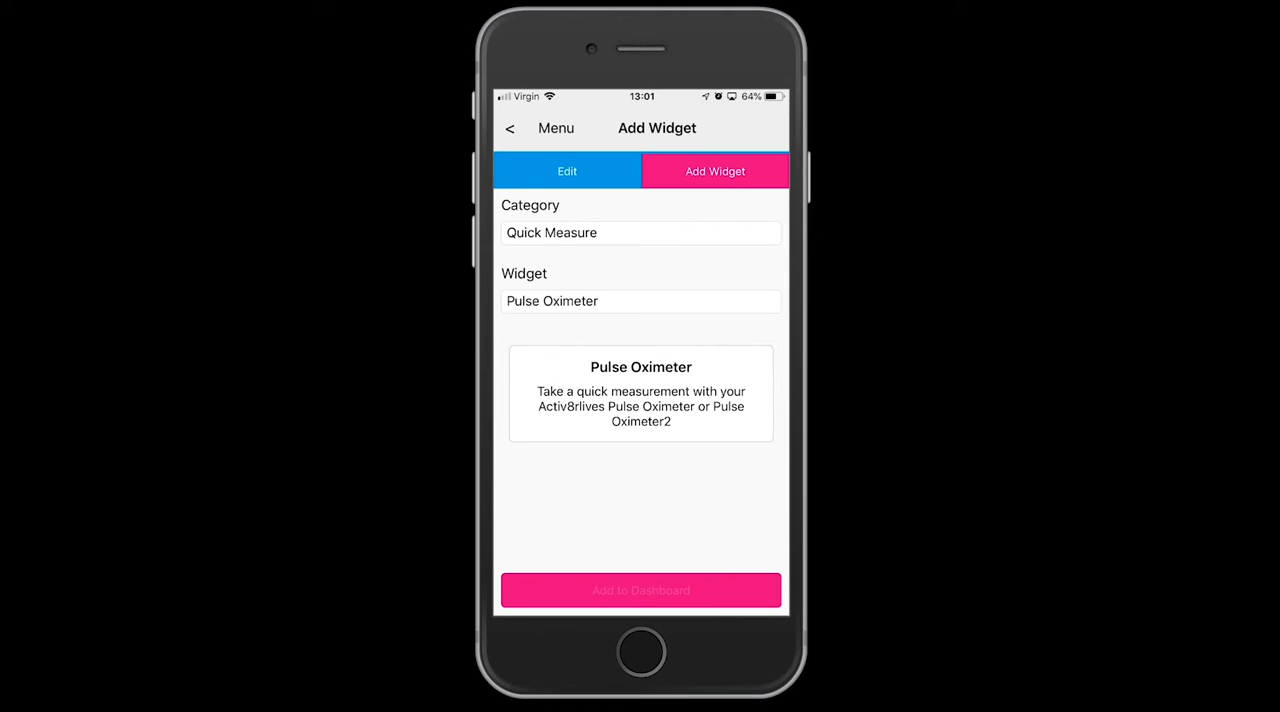 Virgin 13:01 64%
< Menu Add Widget
Edit Add Widget
Category
Quick Measure
Widget
Pulse Oximeter
Pulse Oximeter
Take a quick measurement with your
Activ8rlives Pulse Oximeter or Pulse
Oximeter2
Add to Dashboard